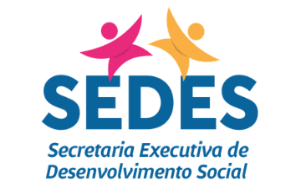 SEDES
Secretaria Executiva de
Desenvolvimento Social